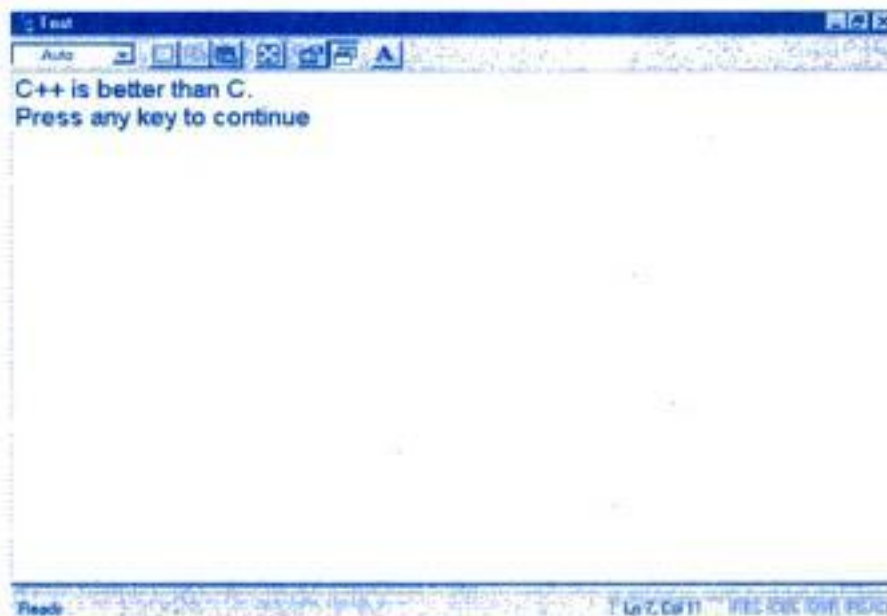 Test
Auto
A
C++ is better than C.
Press any key to continue
Ready
Ln 7, Col 11